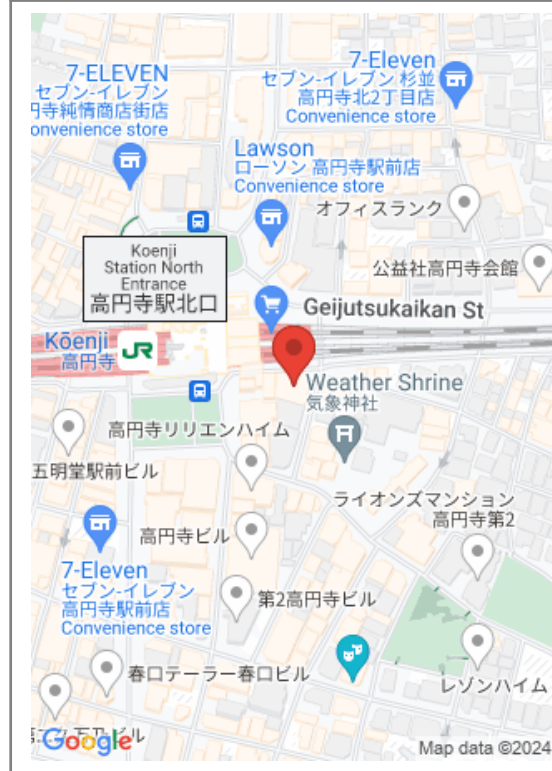 7-ELEVEN
セブン-イレブン
円寺純情商店街店
onvenience store
7-Eleven
セブン-イレブン 杉並
高円寺北2丁目店
Convenience store
Lawson
ローソン 高円寺駅前店
Convenience store
オフィスランク
公益社高円寺会館
Koenji
Station North
Entrance
高円寺駅北口
Geijutsukaikan St
Kōenji
高円寺
JR
Weather Shrine
気象神社
高円寺リリエンハイム
五明堂駅前ビル
ライオンズマンション
高円寺第2
高円寺ビル
7-Eleven
セブン-イレブン
高円寺駅前店
Convenience store
第2高円寺ビル
春口テーラー春口ビル
レゾンハイム
Google
Map data ©2024